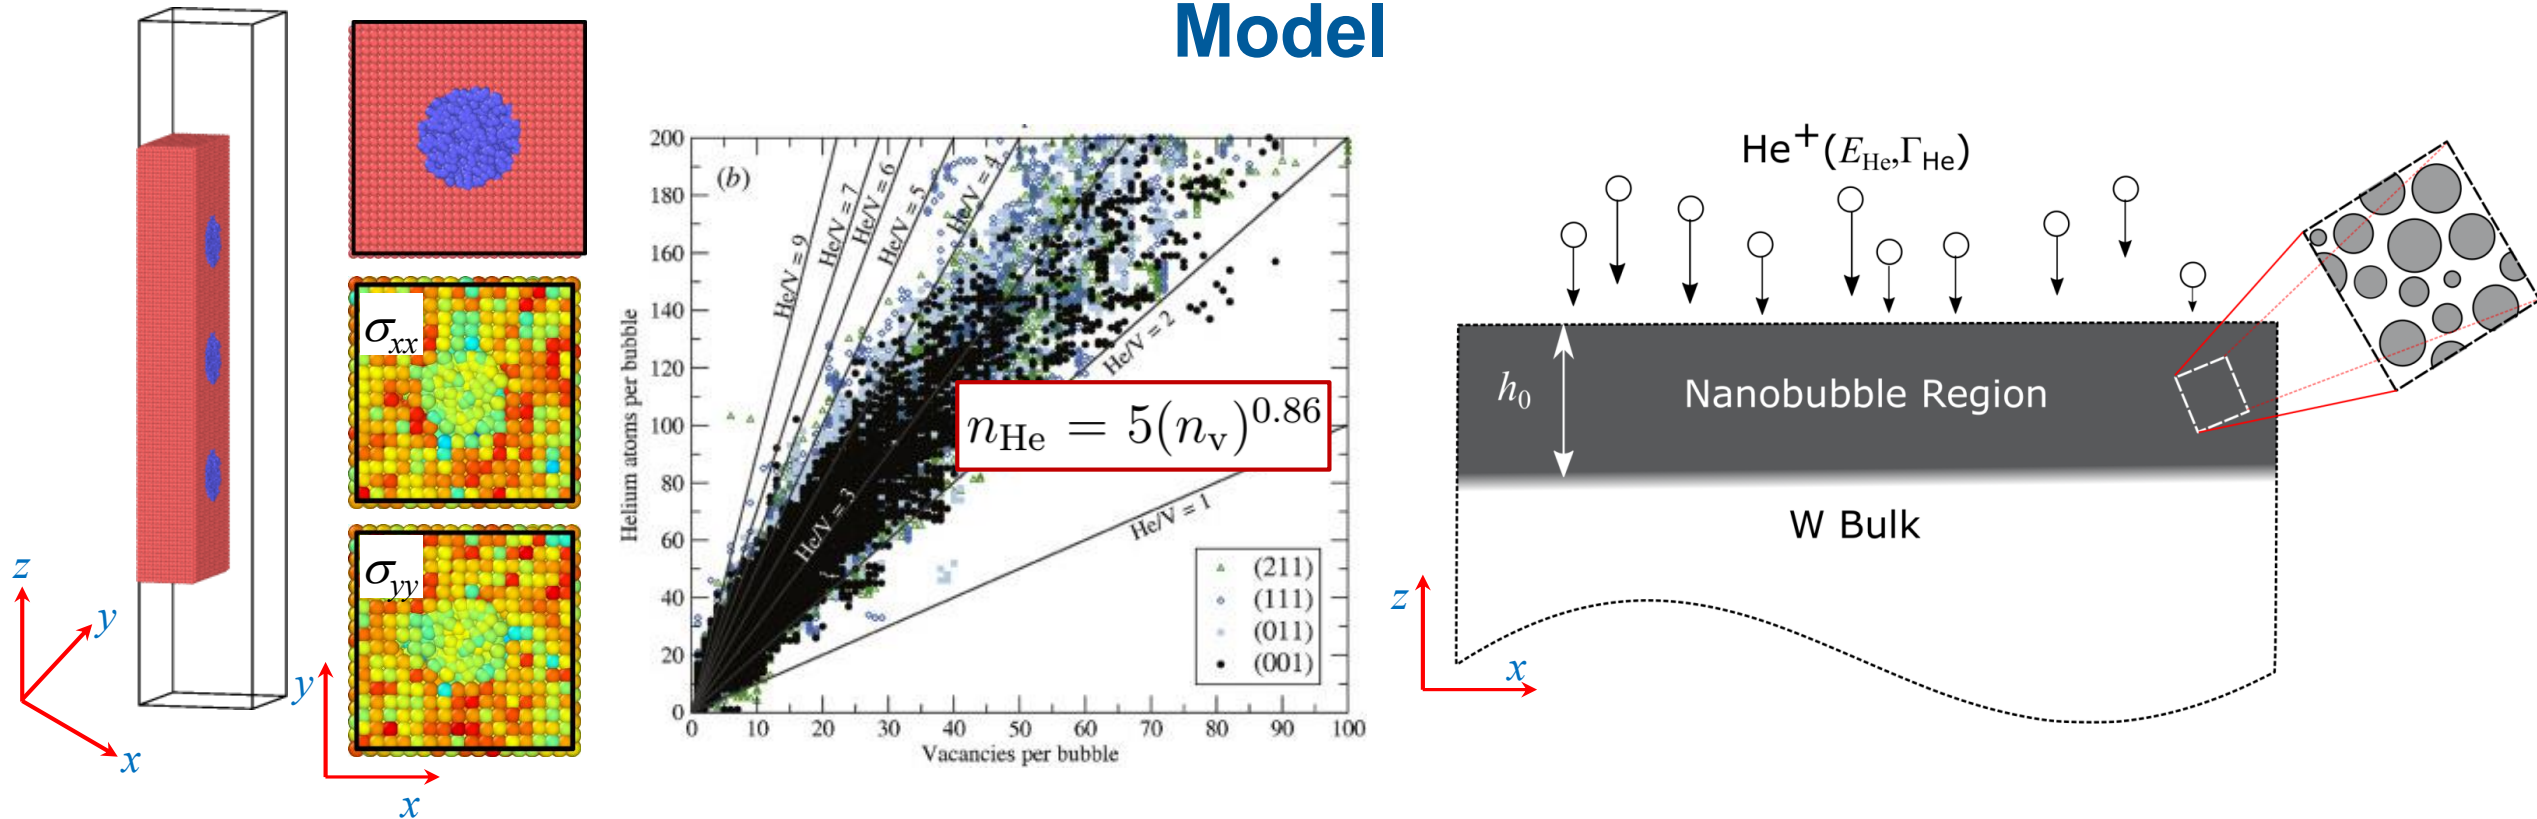 Model
z
y
x
σxx
σyy
y
x
(b)
Helium atoms per bubble
200
180
160
140
120
100
80
60
40
20
0
0 10 20 30 40 50 60 70 80 90 100
Vacancies per bubble
He/V = 9
He/V = 7
He/V = 6
He/V = 5
He/V = 4
He/V = 3
He/V = 2
He/V = 1
n_He = 5(n_v)^0.86
(211)
(111)
(011)
(001)
He⁺(E_He,Γ_He)
h₀
Nanobubble Region
W Bulk
z
x